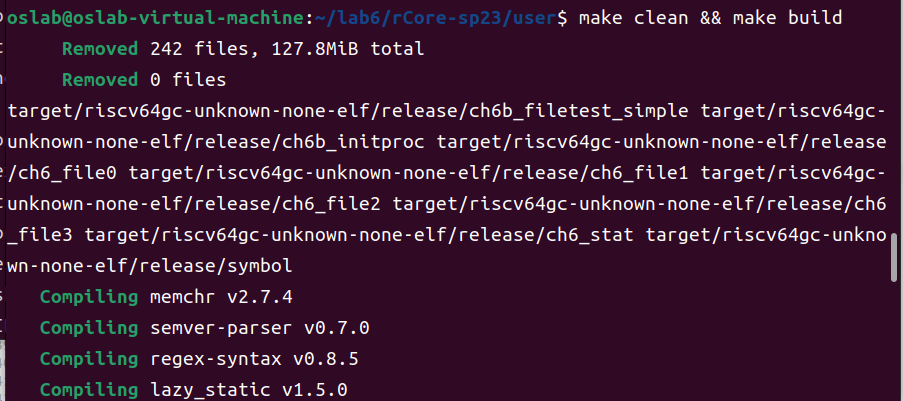 oslab@oslab-virtual-machine:~/lab6/rCore-sp23/user$ make clean && make build
Removed 242 files, 127.8MiB total
Removed 0 files
target/riscv64gc-unknown-none-elf/release/ch6b_filetest_simple target/riscv64gc-
unknown-none-elf/release/ch6b_initproc target/riscv64gc-unknown-none-elf/release
/ch6_file0 target/riscv64gc-unknown-none-elf/release/ch6_file1 target/riscv64gc-
unknown-none-elf/release/ch6_file2 target/riscv64gc-unknown-none-elf/release/ch6
_file3 target/riscv64gc-unknown-none-elf/release/ch6_stat target/riscv64gc-unkno
wn-none-elf/release/symbol
Compiling memchr v2.7.4
Compiling semver-parser v0.7.0
Compiling regex-syntax v0.8.5
Compiling lazy_static v1.5.0